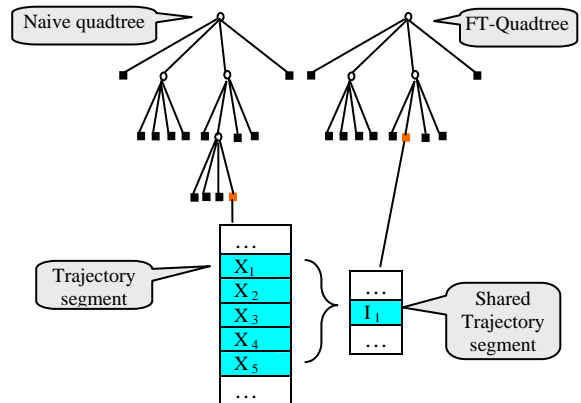 Naive quadtree
FT-Quadtree
Trajectory
segment
…
X1
X2
X3
X4
X5
…
…
I1
…
Shared
Trajectory
segment